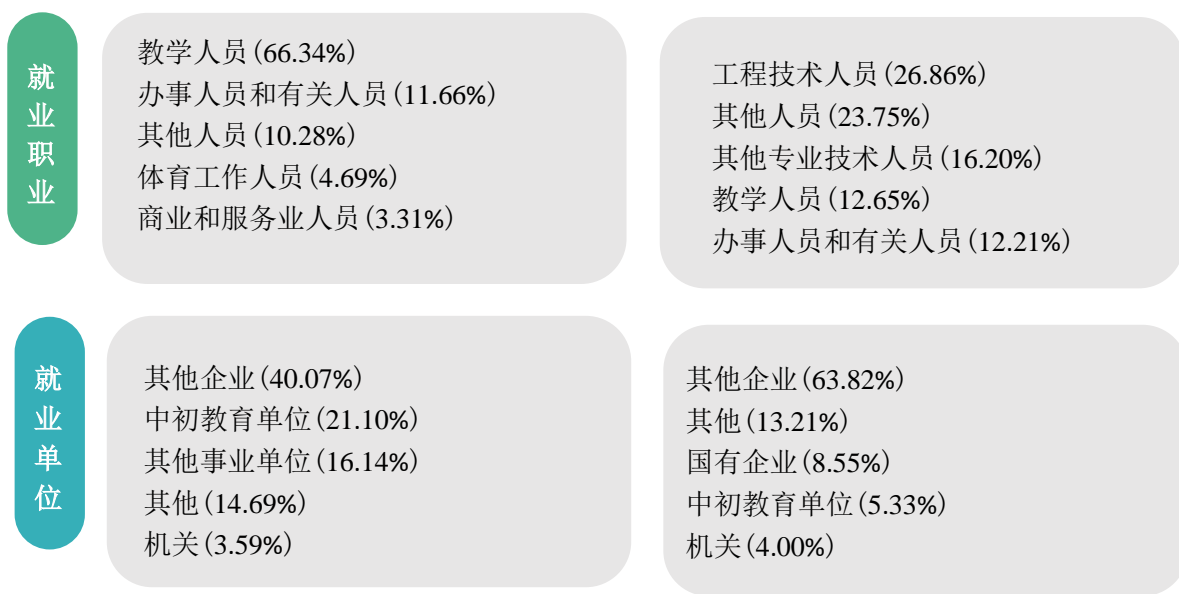 就业职业
教学人员(66.34%)
办事人员和有关人员(11.66%)
其他人员(10.28%)
体育工作人员(4.69%)
商业和服务业人员(3.31%)
工程技术人员(26.86%)
其他人员(23.75%)
其他专业技术人员(16.20%)
教学人员(12.65%)
办事人员和有关人员(12.21%)
就业单位
其他企业(40.07%)
中初教育单位(21.10%)
其他事业单位(16.14%)
其他(14.69%)
机关(3.59%)
其他企业(63.82%)
其他(13.21%)
国有企业(8.55%)
中初教育单位(5.33%)
机关(4.00%)